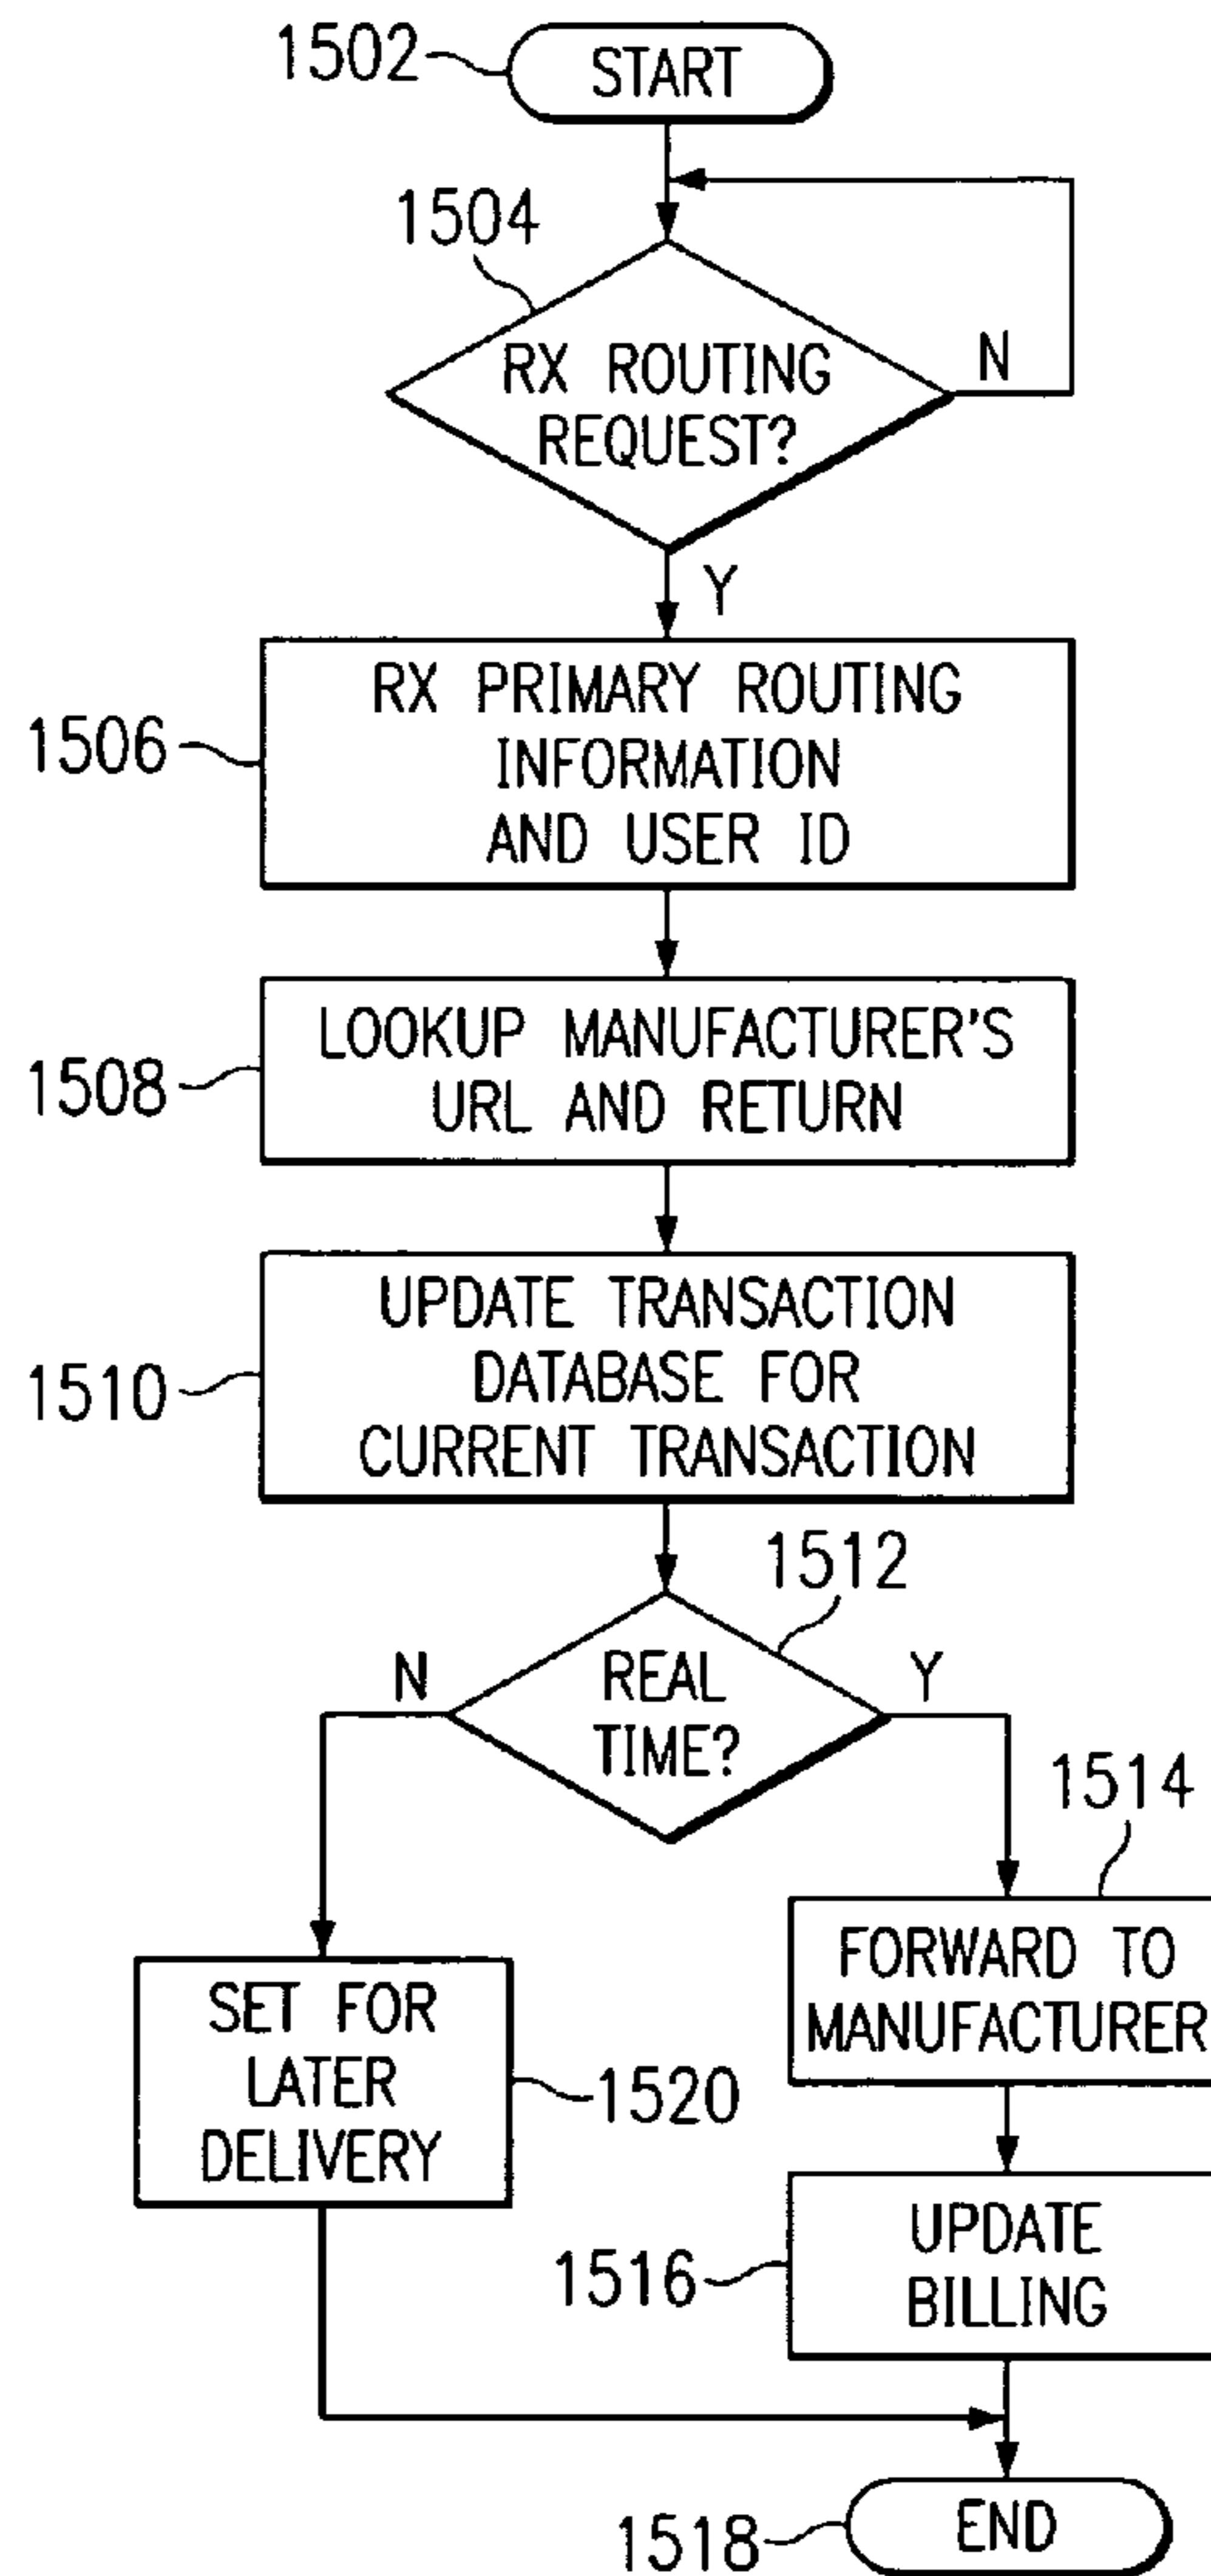 1502
START
1504
RX ROUTING
REQUEST?
N
Y
1506
RX PRIMARY ROUTING
INFORMATION
AND USER ID
1508
LOOKUP MANUFACTURER'S
URL AND RETURN
1510
UPDATE TRANSACTION
DATABASE FOR
CURRENT TRANSACTION
1512
N
REAL
TIME?
Y
1514
FORWARD TO
MANUFACTURER
SET FOR
LATER
DELIVERY
1520
1516
UPDATE
BILLING
1518
END